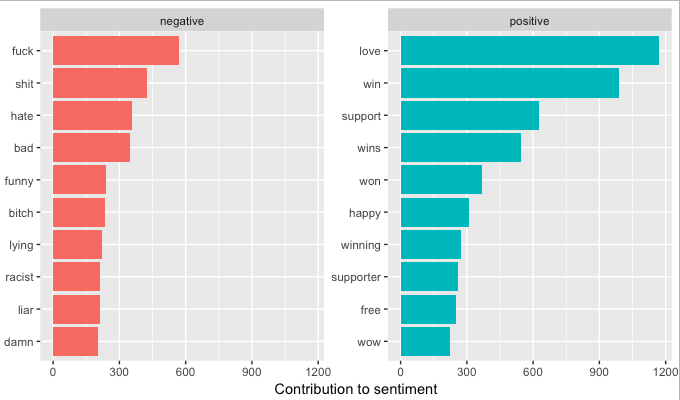 negative
fuck
shit
hate
bad
funny
bitch
lying
racist
liar
damn
0 300 600 900 1200
positive
love
win
support
wins
won
happy
winning
supporter
free
wow
0 300 600 900 1200
Contribution to sentiment